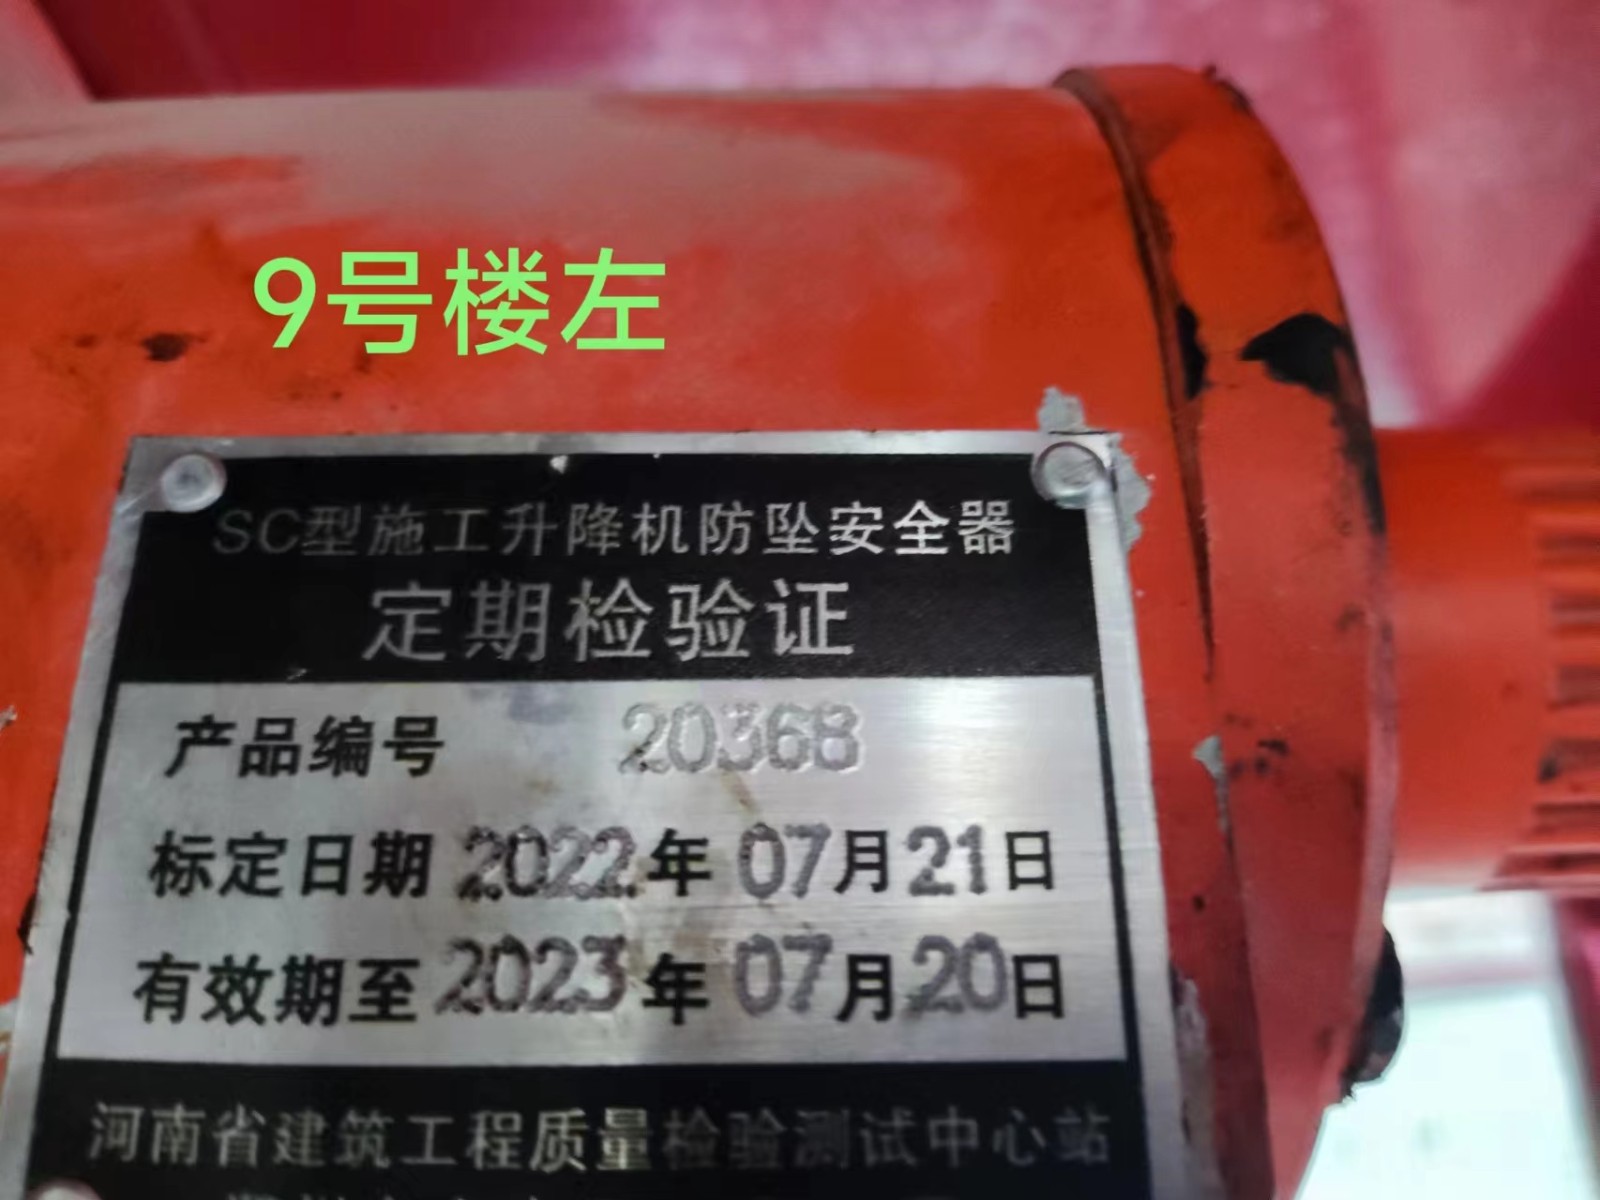 9号楼左
SC型施工升降机防坠安全器
定期检验证
产品编号 20368
标定日期 2022年 07月21日
有效期至 2023年 07月20日
河南省建筑工程质量检验测试中心站